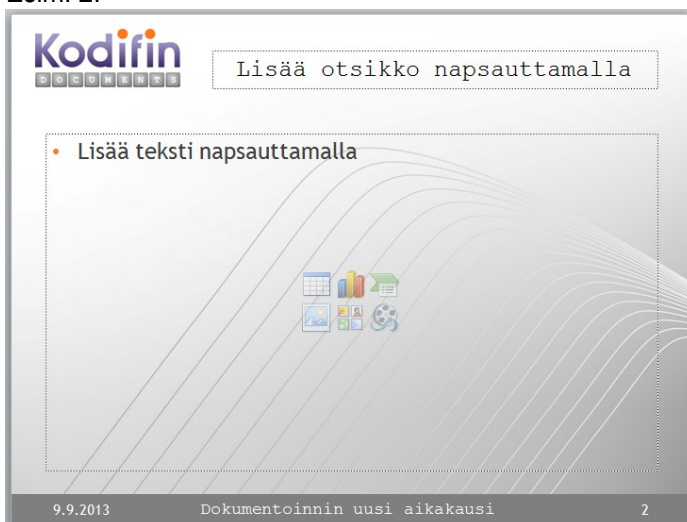 Kodifin
DOCUMENTS
Lisää otsikko napsauttamalla
• Lisää teksti napsauttamalla
9.9.2013 Dokumentoinnin uusi aikakausi 2